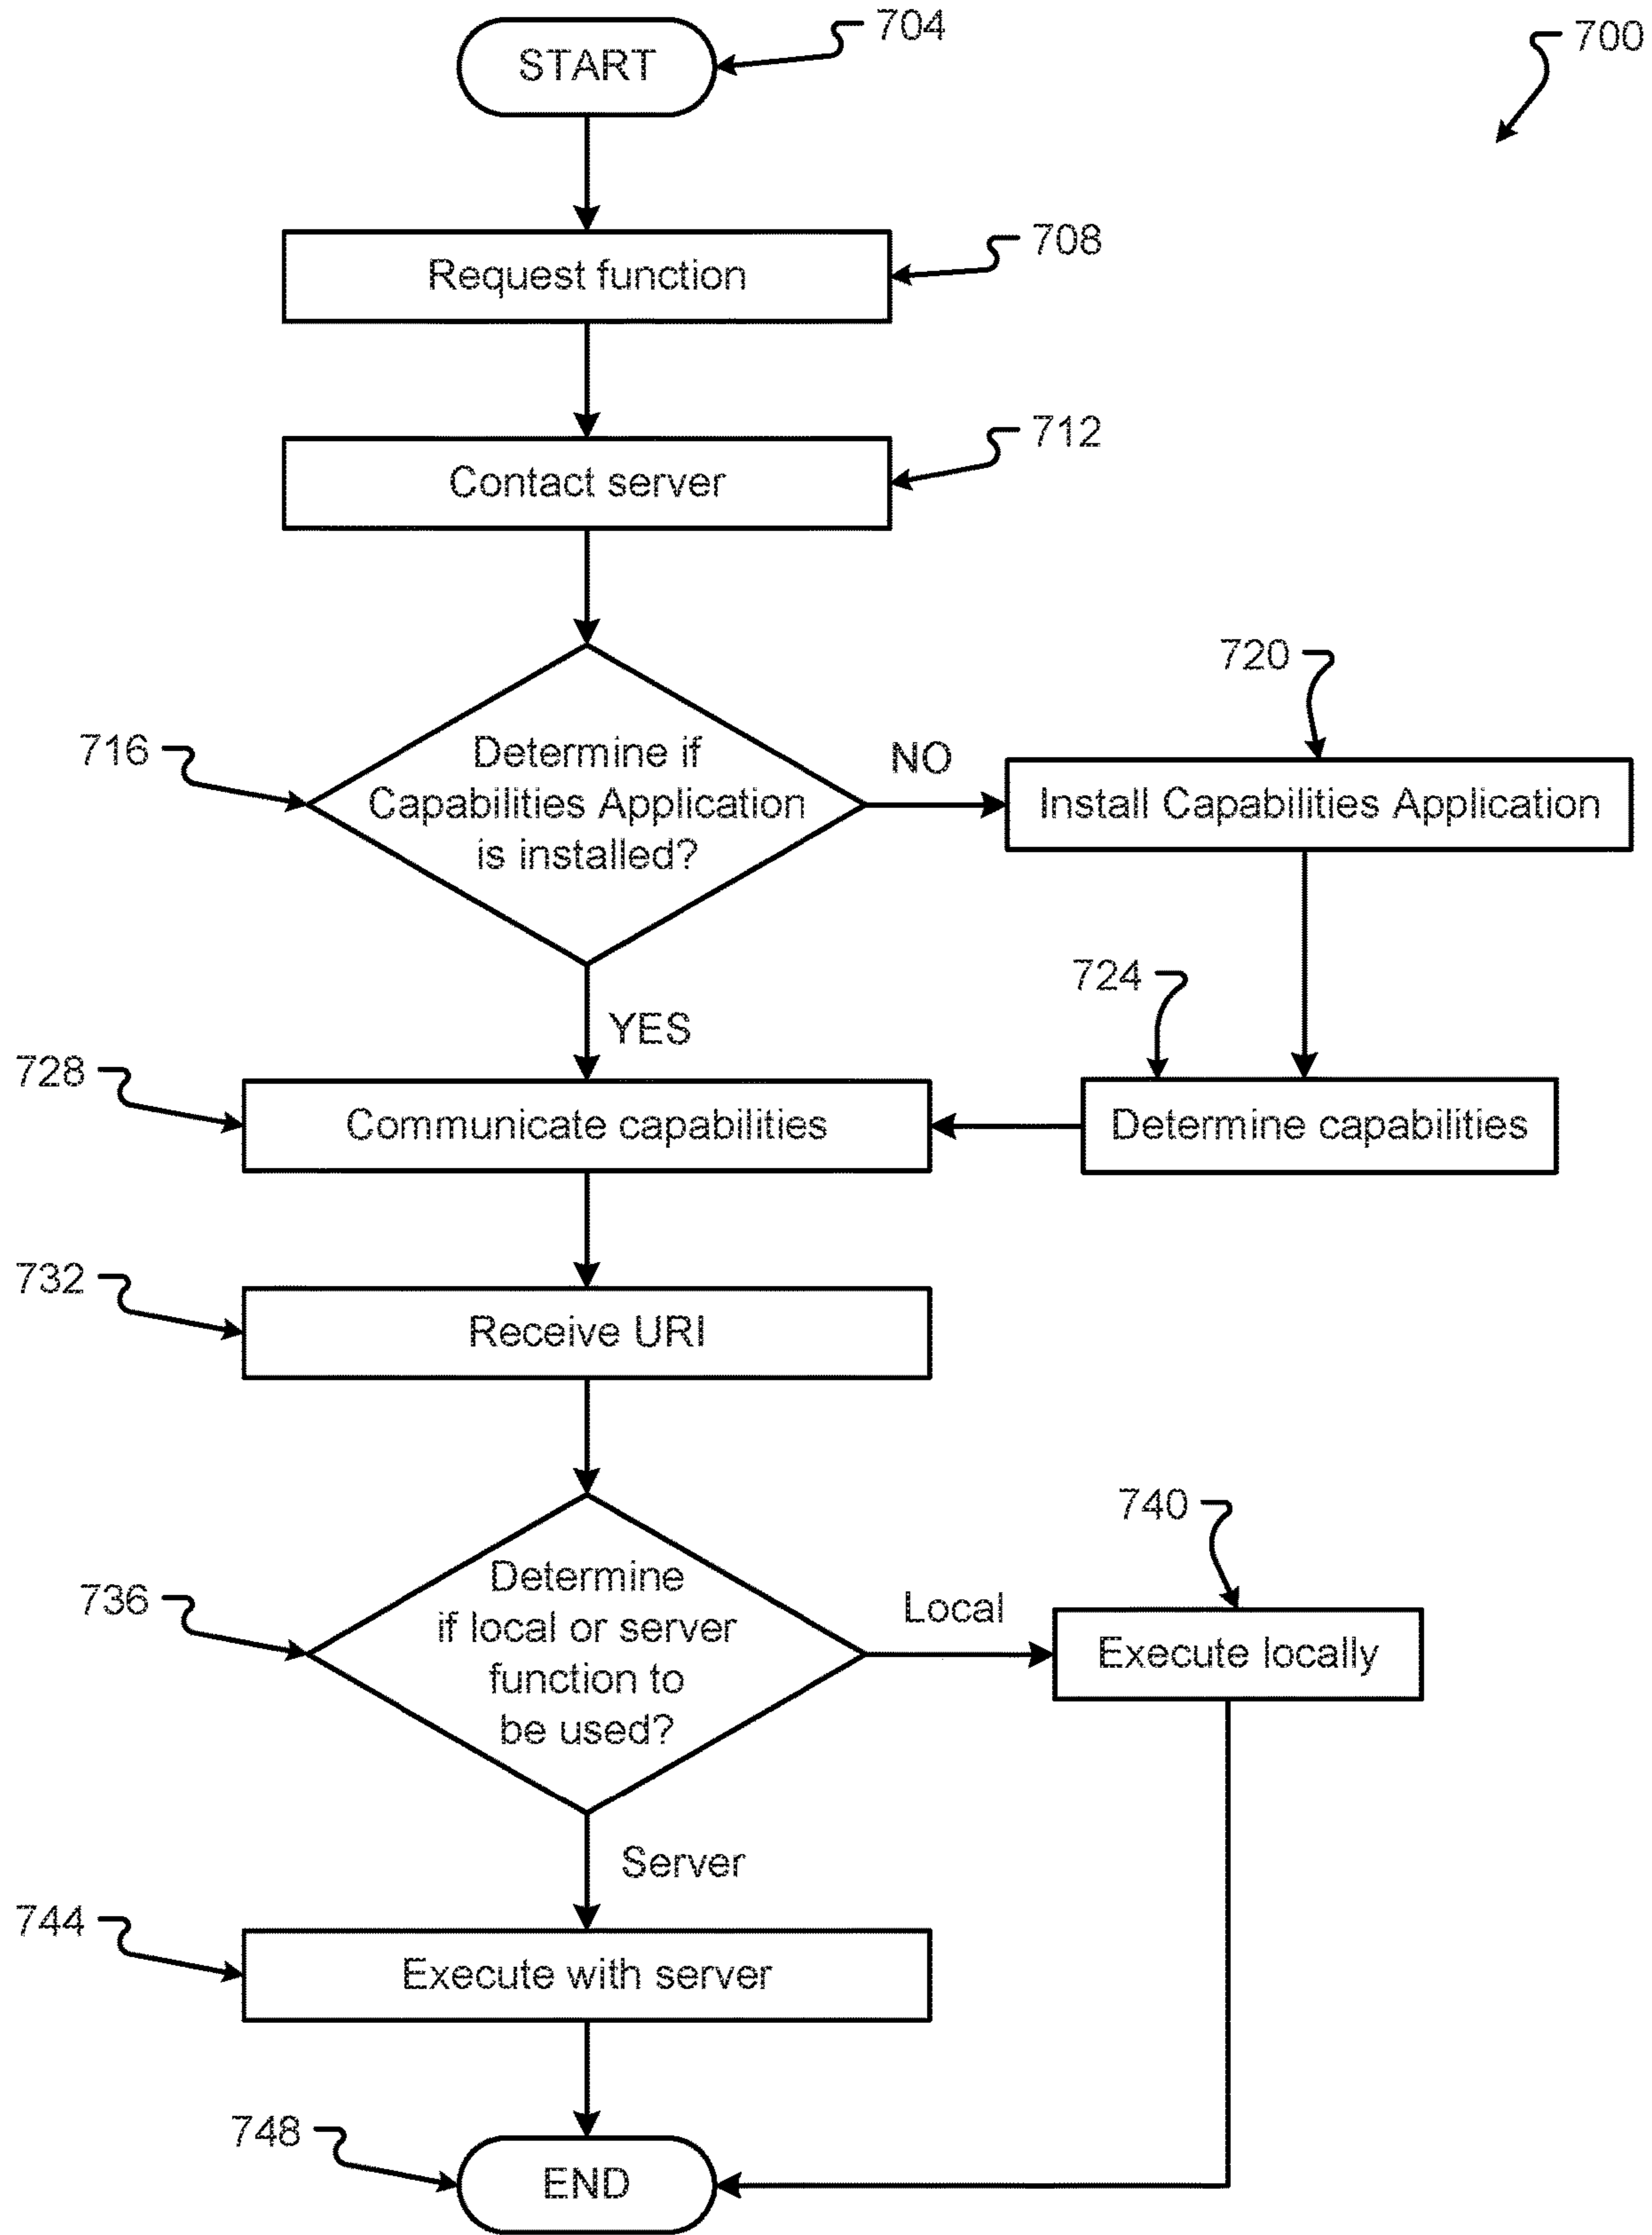 START
704
700
Request function
708
Contact server
712
716
Determine if
Capabilities Application
is installed?
NO
720
Install Capabilities Application
YES
724
728
Communicate capabilities
Determine capabilities
732
Receive URI
736
Determine
if local or server
function to
be used?
Local
740
Execute locally
Server
744
Execute with server
748
END